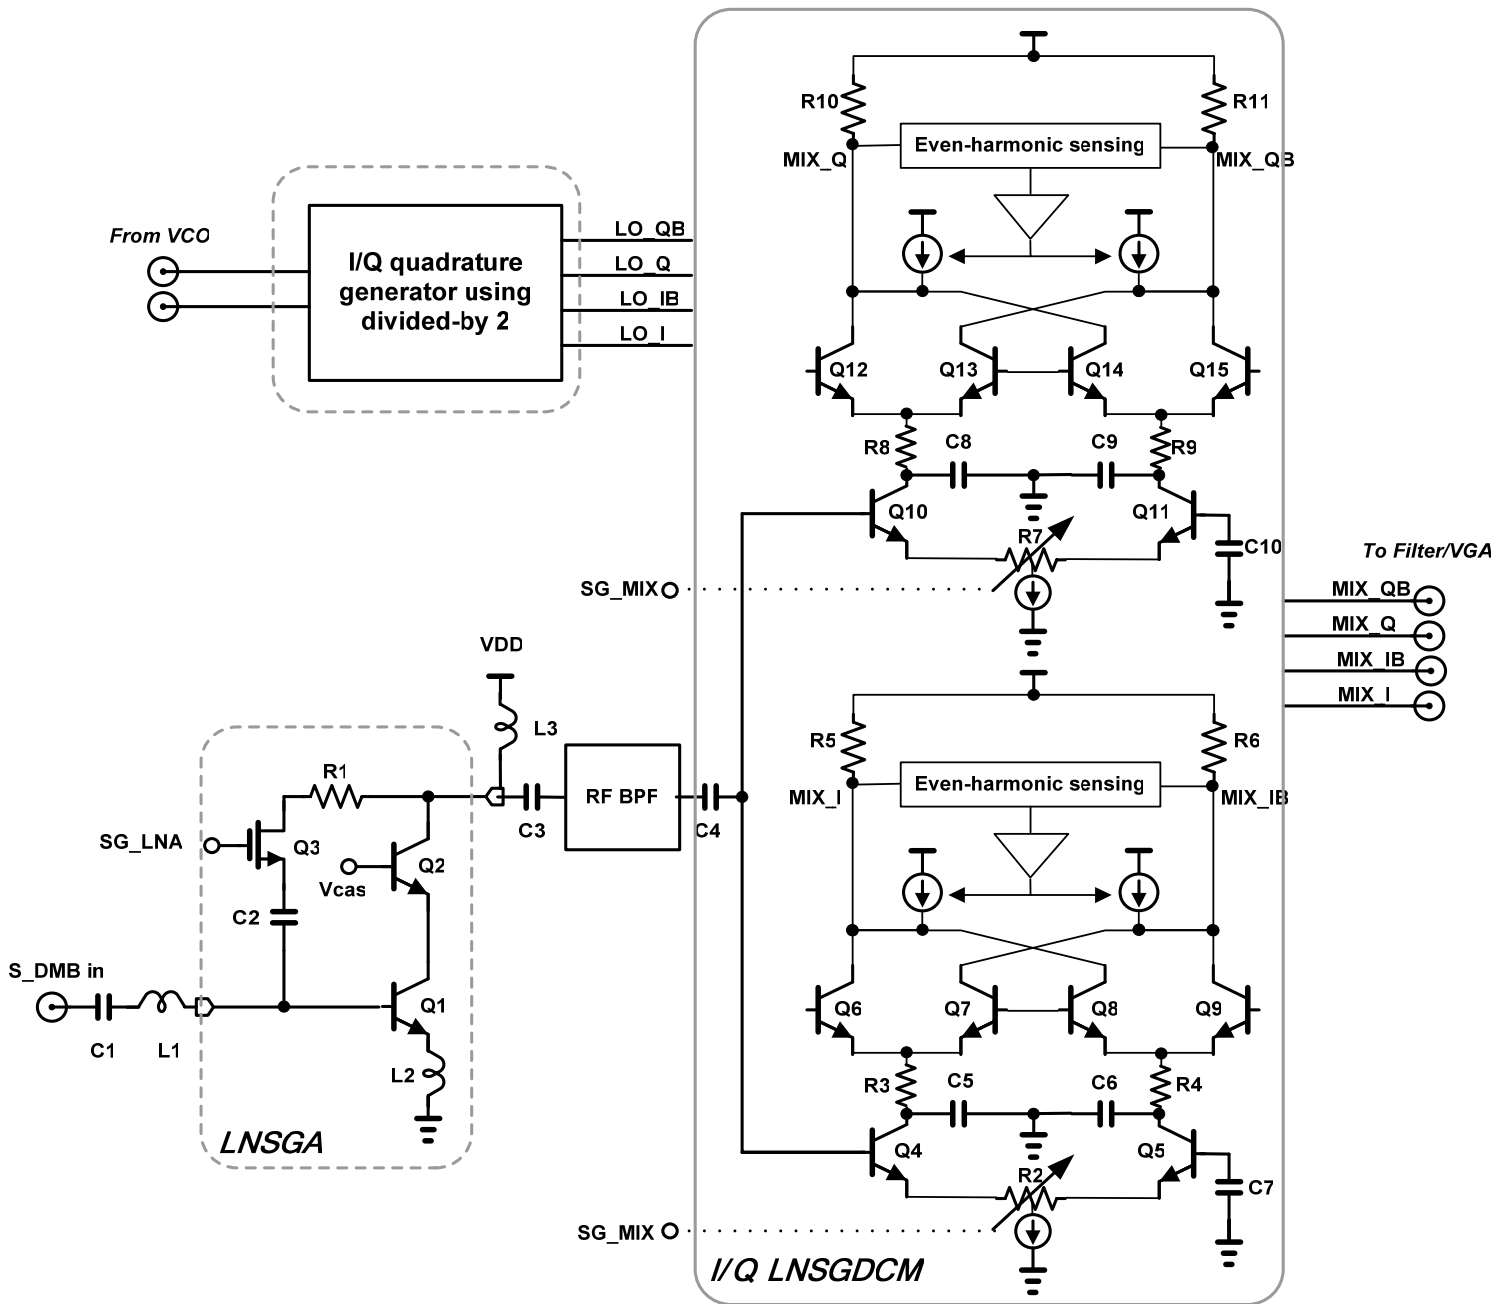 R10
R11
Even-harmonic sensing
MIX_Q
MIX_QB
From VCO
I/Q quadrature
generator using
divided-by 2
LO_QB
LO_Q
LO_IB
LO_I
Q12
Q13
Q14
Q15
R8
C8
C9
R9
Q10
Q11
R7
C10
SG_MIX
To Filter/VGA
MIX_QB
MIX_Q
MIX_IB
MIX_I
VDD
L3
R5
R6
Even-harmonic sensing
MIX_I
MIX_IB
R1
RF BPF
C3
C4
SG_LNA
Q3
Q2
Vcas
C2
S_DMB in
Q1
C1
L1
L2
LNSGA
Q6
Q7
Q8
Q9
R3
C5
C6
R4
Q4
Q5
R2
C7
SG_MIX
I/Q LNSGDCM